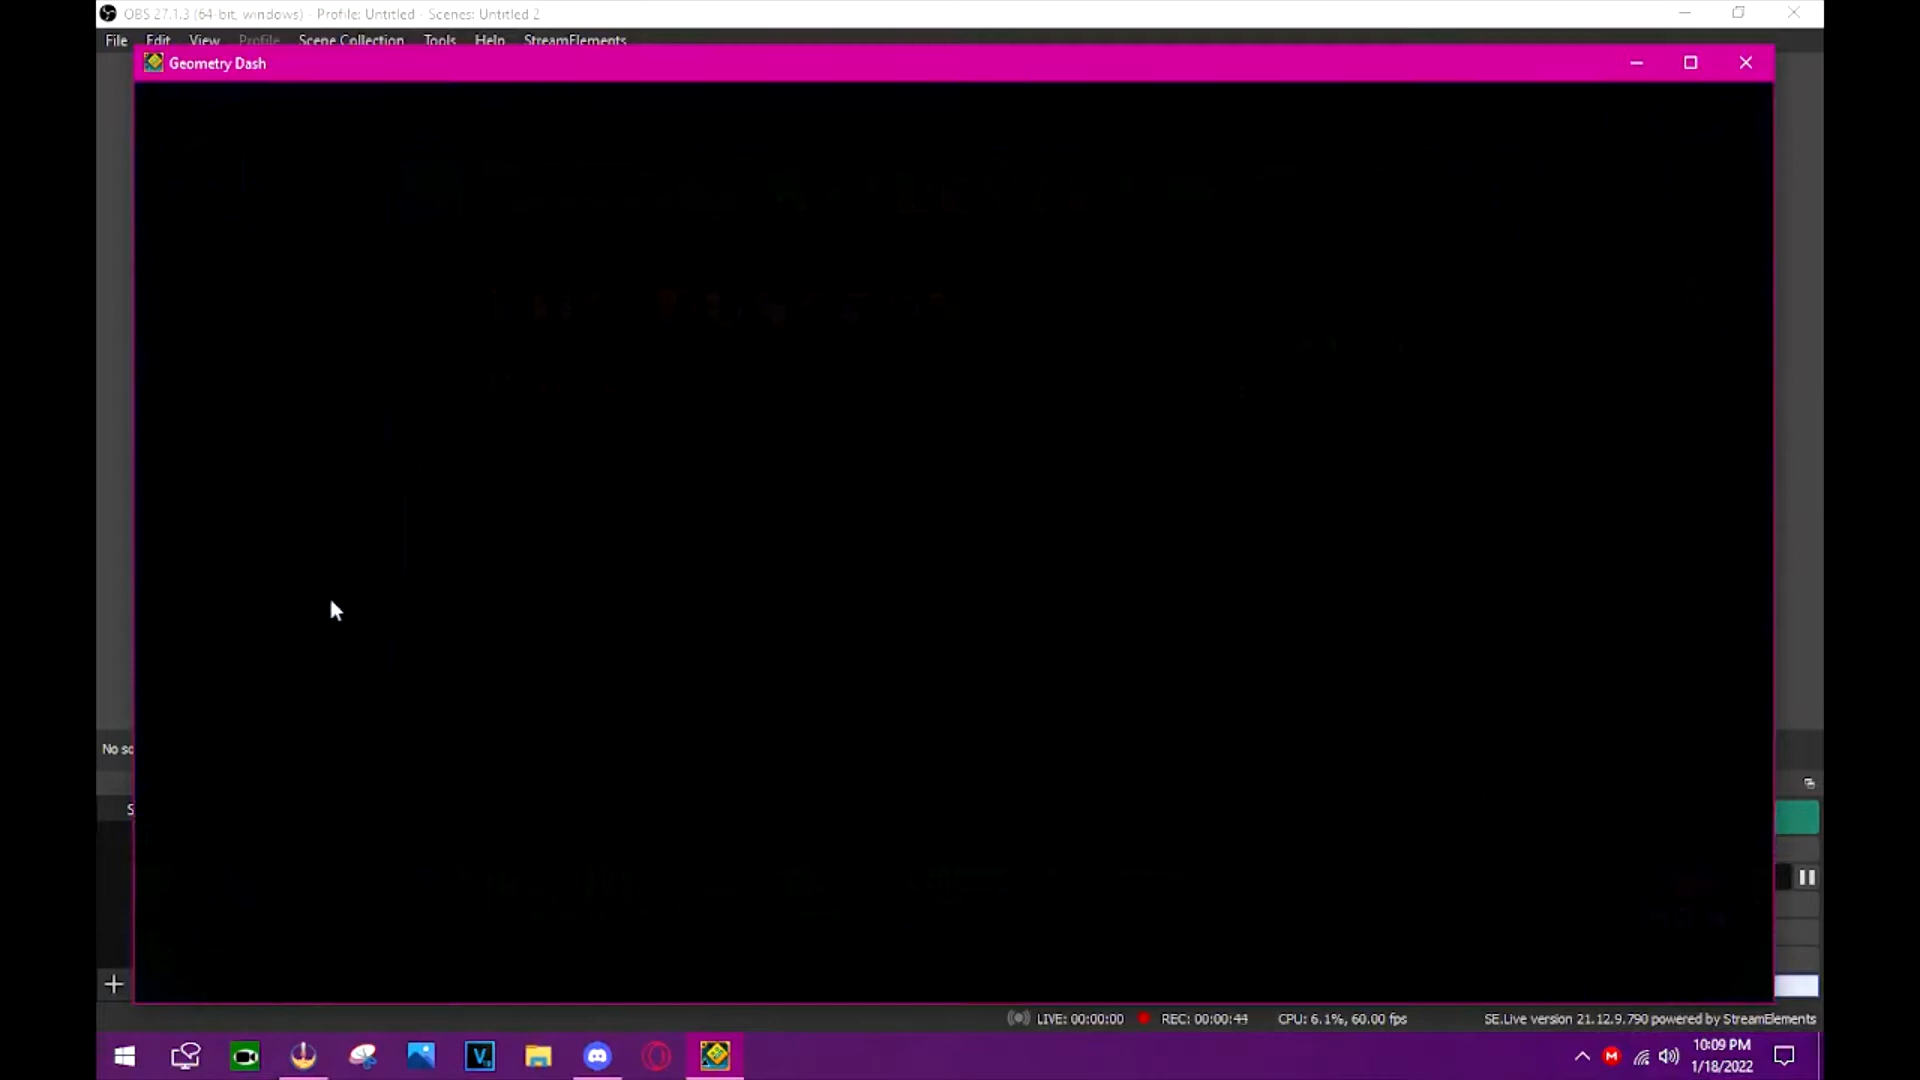 OBS 27.1.3 (64-bit, windows) - Profile: Untitled - Scenes: Untitled 2
File Edit View Profile Scene Collection Tools Help StreamElements
Geometry Dash
No so
S
LIVE: 00:00:00 REC: 00:00:44 CPU: 6.1%, 60.00 fps SE.Live version 21.12.9.790 powered by StreamElements
10:09 PM
1/18/2022